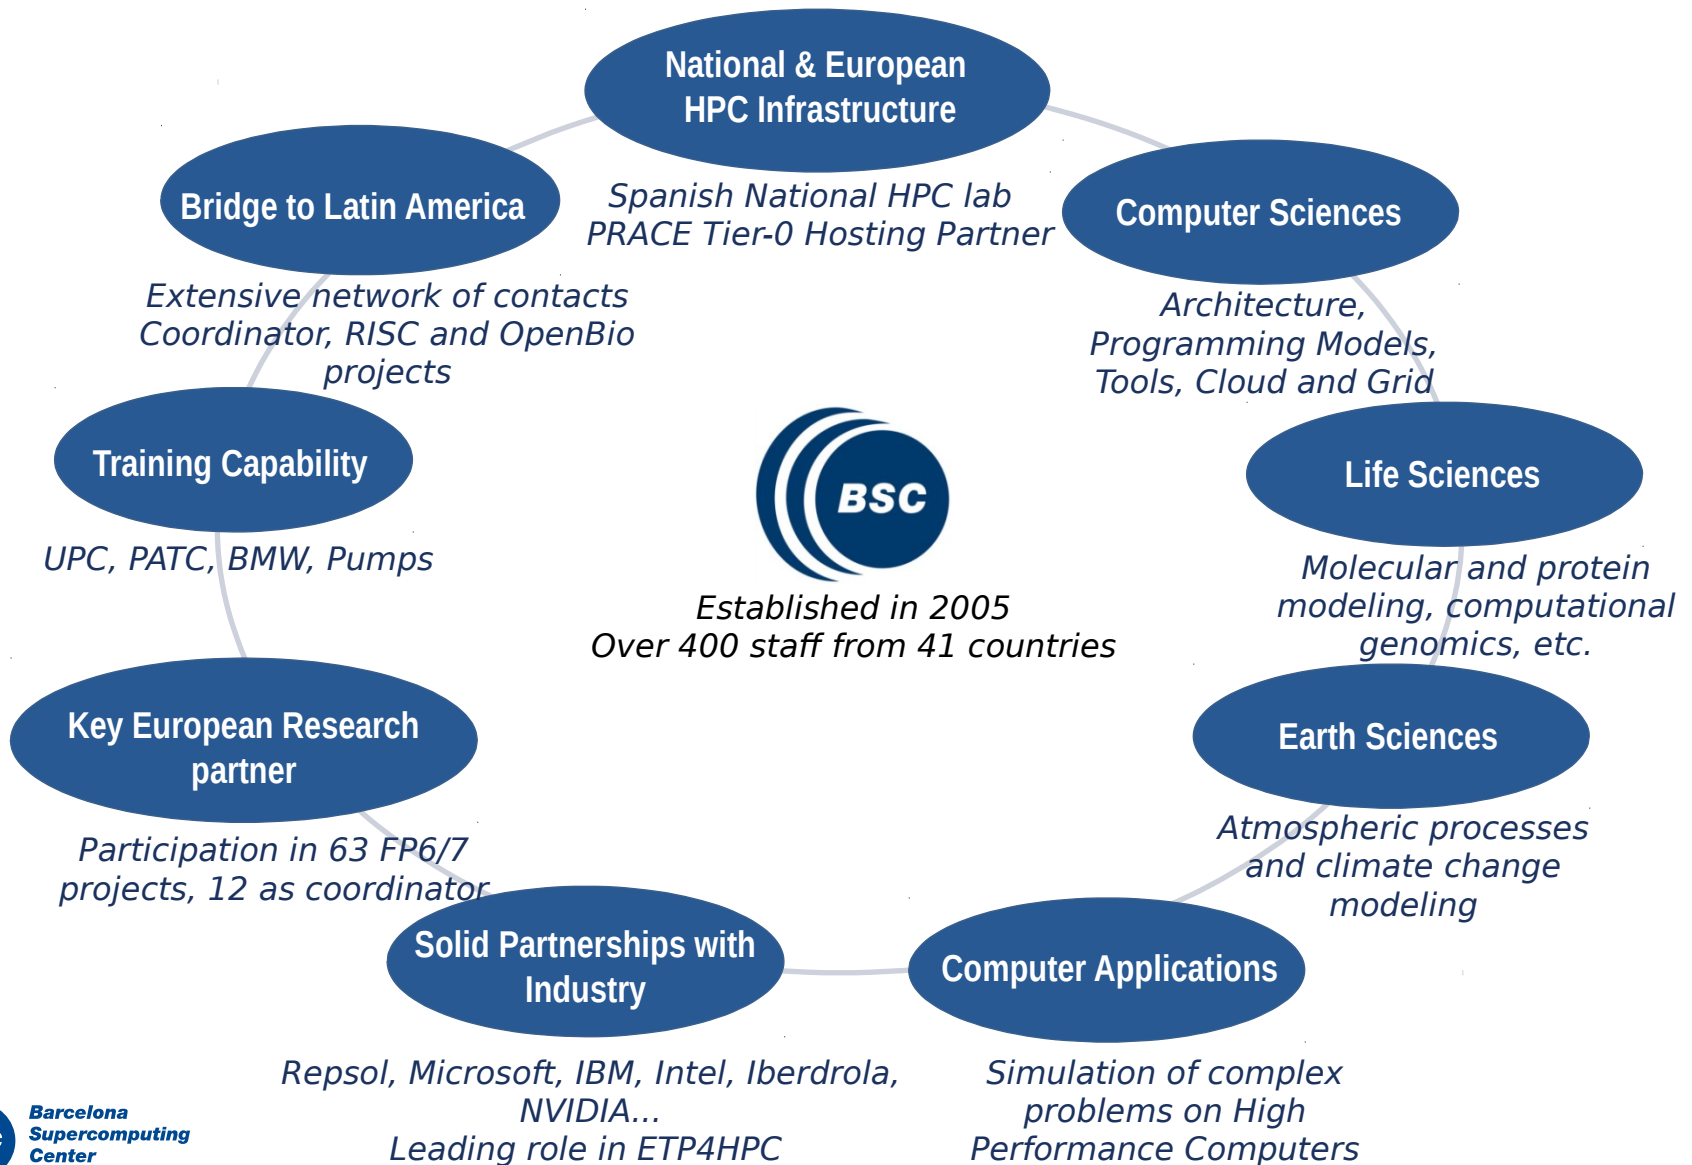 National & European
HPC Infrastructure
Spanish National HPC lab
PRACE Tier-0 Hosting Partner
Computer Sciences
Architecture,
Programming Models,
Tools, Cloud and Grid
Life Sciences
Molecular and protein
modeling, computational
genomics, etc.
Earth Sciences
Atmospheric processes
and climate change
modeling
Computer Applications
Simulation of complex
problems on High
Performance Computers
Solid Partnerships with
Industry
Repsol, Microsoft, IBM, Intel, Iberdrola,
NVIDIA...
Leading role in ETP4HPC
Key European Research
partner
Participation in 63 FP6/7
projects, 12 as coordinator
Training Capability
UPC, PATC, BMW, Pumps
Bridge to Latin America
Extensive network of contacts
Coordinator, RISC and OpenBio
projects
BSC
Established in 2005
Over 400 staff from 41 countries
Barcelona
Supercomputing
Center